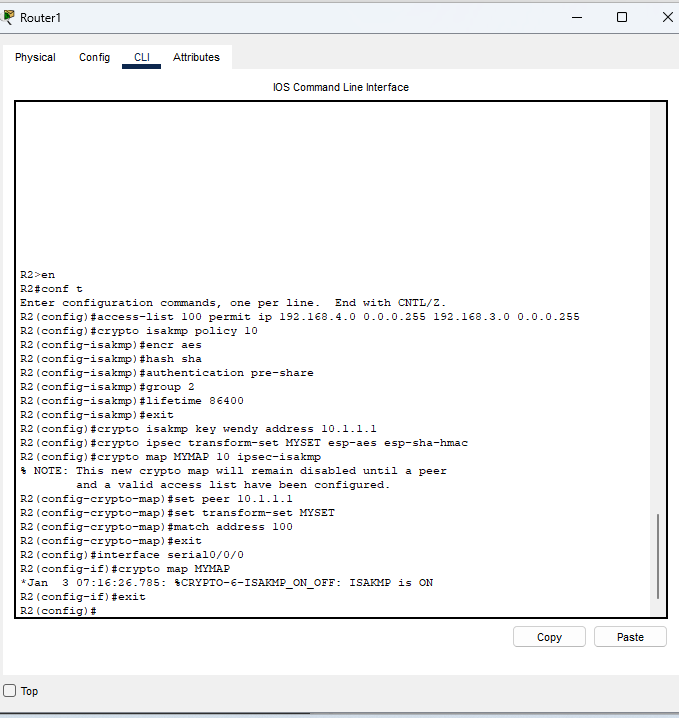 Router1
Physical Config CLI Attributes
IOS Command Line Interface
R2>en
R2#conf t
Enter configuration commands, one per line.  End with CNTL/Z.
R2(config)#access-list 100 permit ip 192.168.4.0 0.0.0.255 192.168.3.0 0.0.0.255
R2(config)#crypto isakmp policy 10
R2(config-isakmp)#encr aes
R2(config-isakmp)#hash sha
R2(config-isakmp)#authentication pre-share
R2(config-isakmp)#group 2
R2(config-isakmp)#lifetime 86400
R2(config-isakmp)#exit
R2(config)#crypto isakmp key wendy address 10.1.1.1
R2(config)#crypto ipsec transform-set MYSET esp-aes esp-sha-hmac
R2(config)#crypto map MYMAP 10 ipsec-isakmp
% NOTE: This new crypto map will remain disabled until a peer
        and a valid access list have been configured.
R2(config-crypto-map)#set peer 10.1.1.1
R2(config-crypto-map)#set transform-set MYSET
R2(config-crypto-map)#match address 100
R2(config-crypto-map)#exit
R2(config)#interface serial0/0/0
R2(config-if)#crypto map MYMAP
*Jan  3 07:16:26.785: %CRYPTO-6-ISAKMP_ON_OFF: ISAKMP is ON
R2(config-if)#exit
R2(config)#
Copy Paste
Top